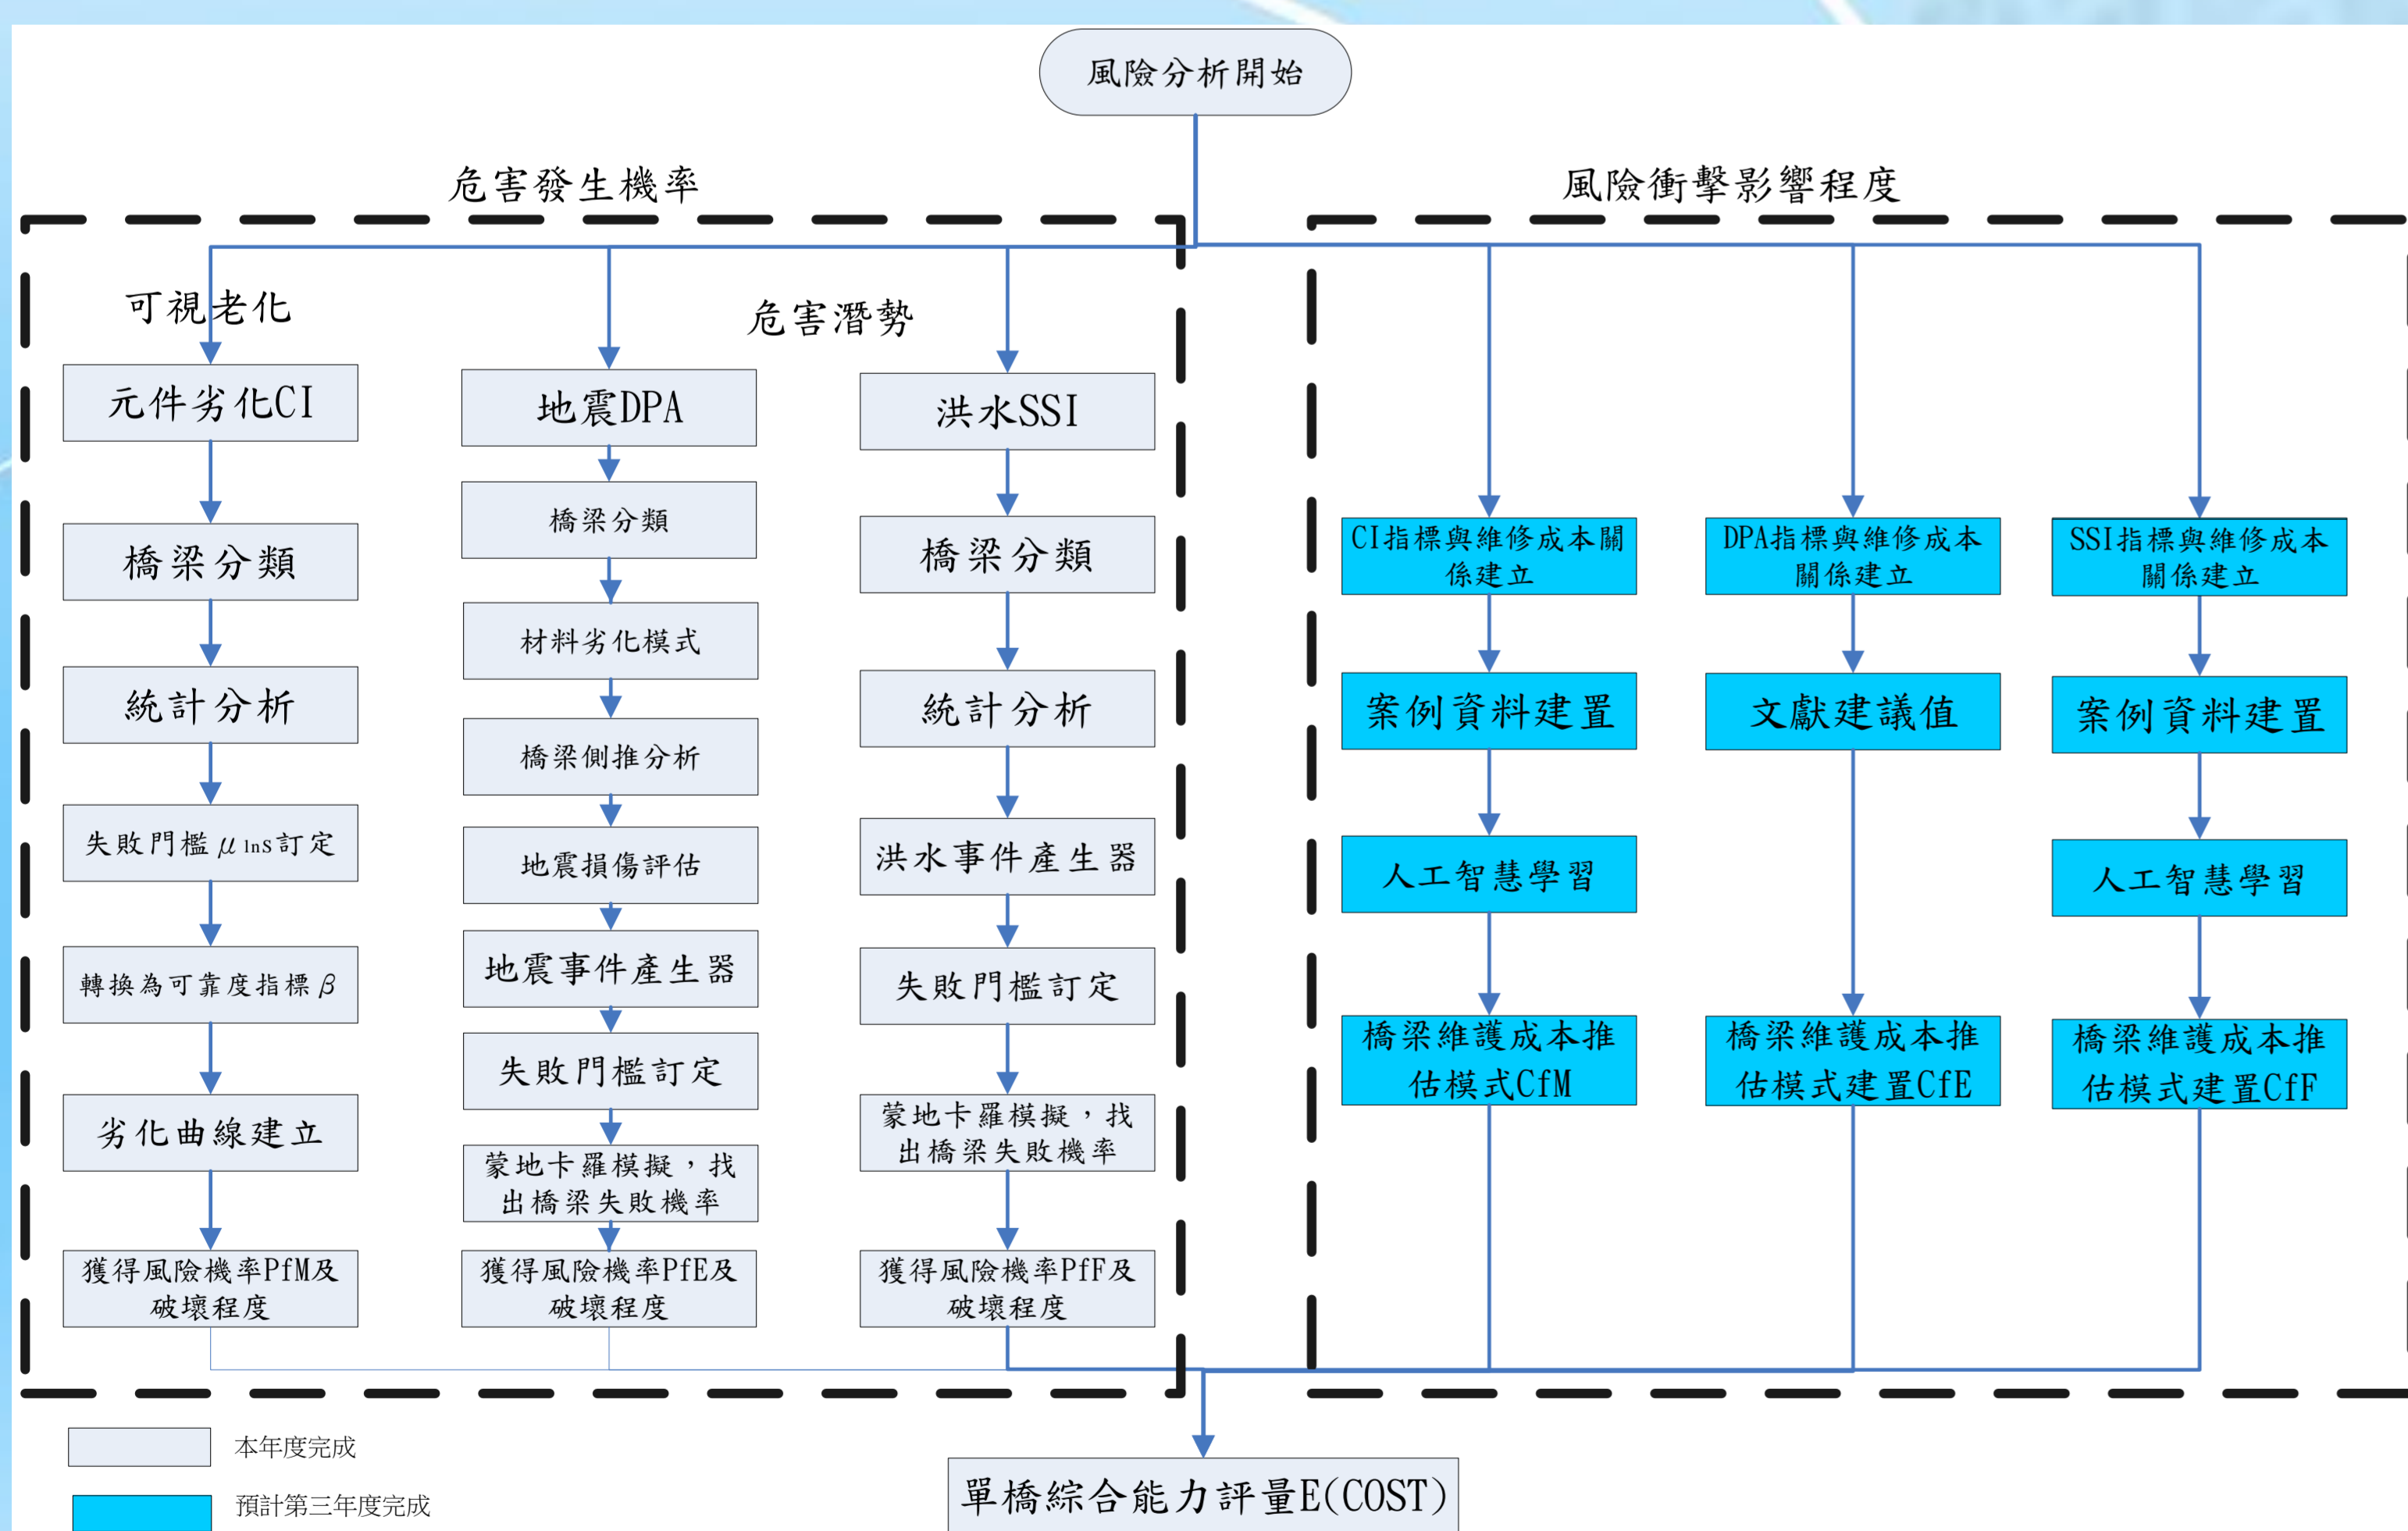 風險分析開始
危害發生機率
風險衝擊影響程度
可視老化
危害潛勢
元件劣化CI
橋梁分類
統計分析
失敗門檻μlnS訂定
轉換為可靠度指標β
劣化曲線建立
獲得風險機率PfM及
破壞程度
地震DPA
橋梁分類
材料劣化模式
橋梁側推分析
地震損傷評估
地震事件產生器
失敗門檻訂定
蒙地卡羅模擬，找
出橋梁失敗機率
獲得風險機率PfE及
破壞程度
洪水SSI
橋梁分類
統計分析
洪水事件產生器
失敗門檻訂定
蒙地卡羅模擬，找
出橋梁失敗機率
獲得風險機率PfF及
破壞程度
CI指標與維修成本關
係建立
案例資料建置
人工智慧學習
橋梁維護成本推
估模式CfM
DPA指標與維修成本
關係建立
文獻建議值
橋梁維護成本推
估模式建置CfE
SSI指標與維修成本
關係建立
案例資料建置
人工智慧學習
橋梁維護成本推
估模式建置CfF
本年度完成
預計第三年度完成
單橋綜合能力評量E(COST)